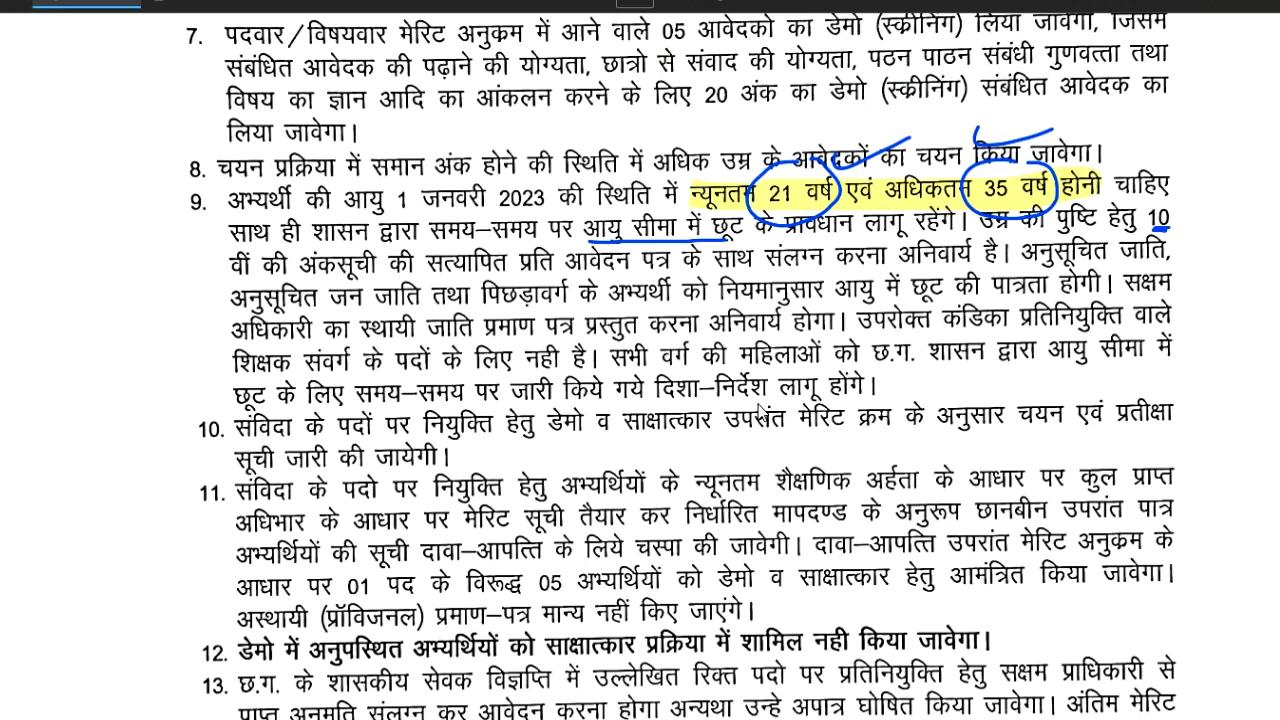 7. पदवार/विषयवार मेरिट अनुक्रम में आने वाले 05 आवेदको का डेमो (स्क्रीनिंग) लिया जावेगा, जिसमें
संबंधित आवेदक की पढ़ाने की योग्यता, छात्रो से संवाद की योग्यता, पठन पाठन संबंधी गुणवत्ता तथा
विषय का ज्ञान आदि का आंकलन करने के लिए 20 अंक का डेमो (स्क्रीनिंग) संबंधित आवेदक का
लिया जावेगा।
8. चयन प्रक्रिया में समान अंक होने की स्थिति में अधिक उम्र के आवेदकों का चयन किया जावेगा।
9. अभ्यर्थी की आयु 1 जनवरी 2023 की स्थिति में न्यूनतम 21 वर्ष एवं अधिकतम 35 वर्ष होनी चाहिए
साथ ही शासन द्वारा समय–समय पर आयु सीमा में छूट के प्रावधान लागू रहेंगे। उम्र की पुष्टि हेतु 10
वीं की अंकसूची की सत्यापित प्रति आवेदन पत्र के साथ संलग्न करना अनिवार्य है। अनुसूचित जाति,
अनुसूचित जन जाति तथा पिछड़ावर्ग के अभ्यर्थी को नियमानुसार आयु में छूट की पात्रता होगी। सक्षम
अधिकारी का स्थायी जाति प्रमाण पत्र प्रस्तुत करना अनिवार्य होगा। उपरोक्त कंडिका प्रतिनियुक्ति वाले
शिक्षक संवर्ग के पदों के लिए नही है। सभी वर्ग की महिलाओं को छ.ग. शासन द्वारा आयु सीमा में
छूट के लिए समय–समय पर जारी किये गये दिशा–निर्देश लागू होंगे।
10. संविदा के पदों पर नियुक्ति हेतु डेमो व साक्षात्कार उपरांत मेरिट क्रम के अनुसार चयन एवं प्रतीक्षा
सूची जारी की जायेगी।
11. संविदा के पदो पर नियुक्ति हेतु अभ्यर्थियों के न्यूनतम शैक्षणिक अर्हता के आधार पर कुल प्राप्त
अधिभार के आधार पर मेरिट सूची तैयार कर निर्धारित मापदण्ड के अनुरूप छानबीन उपरांत पात्र
अभ्यर्थियों की सूची दावा–आपत्ति के लिये चस्पा की जावेगी। दावा–आपत्ति उपरांत मेरिट अनुकम के
आधार पर 01 पद के विरूद्ध 05 अभ्यर्थियों को डेमो व साक्षात्कार हेतु आमंत्रित किया जावेगा।
अस्थायी (प्रॉविजनल) प्रमाण–पत्र मान्य नहीं किए जाएंगे।
12. डेमो में अनुपस्थित अभ्यर्थियों को साक्षात्कार प्रक्रिया में शामिल नही किया जावेगा।
13. छ.ग. के शासकीय सेवक विज्ञप्ति में उल्लेखित रिक्त पदो पर प्रतिनियुक्ति हेतु सक्षम प्राधिकारी से
प्राप्त अनुमति संलग्न कर आवेदन करना होगा अन्यथा उन्हे अपात्र घोषित किया जावेगा। अंतिम मेरिट